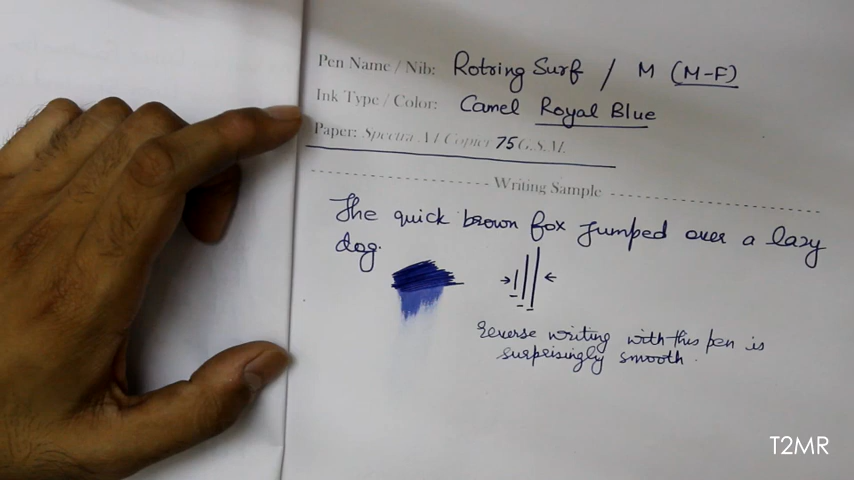 Pen Name / Nib: Rotring Surf / M (M-F)
Ink Type / Color: Camel Royal Blue
Paper: Spectra A4 Copier 75 G.S.M.
Writing Sample
The quick brown fox jumped over a lazy
dog.
Reverse writing with this pen is
surprisingly smooth.
T2MR